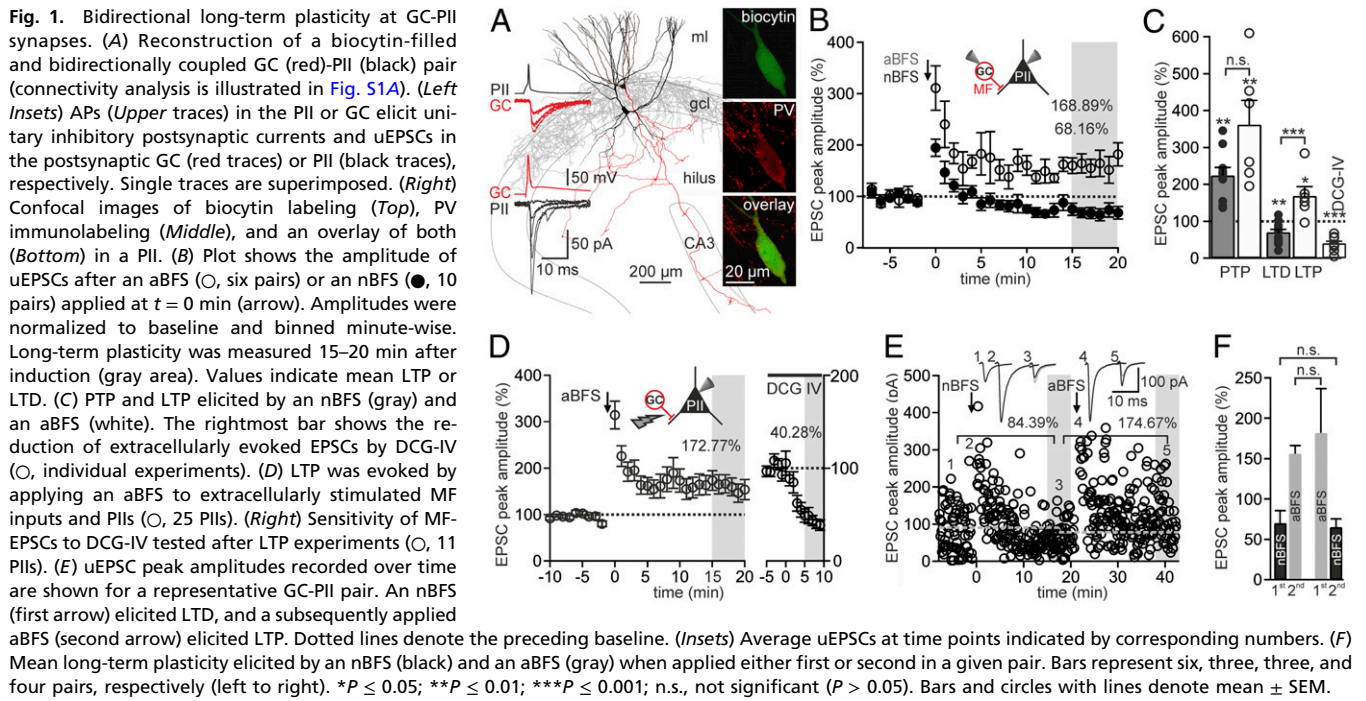 Fig. 1. Bidirectional long-term plasticity at GC-PII
synapses. (A) Reconstruction of a biocytin-filled
and bidirectionally coupled GC (red)-PII (black) pair
(connectivity analysis is illustrated in Fig. S1A). (Left
Insets) APs (Upper traces) in the PII or GC elicit uni-
tary inhibitory postsynaptic currents and uEPSCs in
the postsynaptic GC (red traces) or PII (black traces),
respectively. Single traces are superimposed. (Right)
Confocal images of biocytin labeling (Top), PV
immunolabeling (Middle), and an overlay of both
(Bottom) in a PII. (B) Plot shows the amplitude of
uEPSCs after an aBFS (○, six pairs) or an nBFS (●, 10
pairs) applied at t = 0 min (arrow). Amplitudes were
normalized to baseline and binned minute-wise.
Long-term plasticity was measured 15–20 min after
induction (gray area). Values indicate mean LTP or
LTD. (C) PTP and LTP elicited by an nBFS (gray) and
an aBFS (white). The rightmost bar shows the re-
duction of extracellularly evoked EPSCs by DCG-IV
(○, individual experiments). (D) LTP was evoked by
applying an aBFS to extracellularly stimulated MF
inputs and PIIs (○, 25 PIIs). (Right) Sensitivity of MF-
EPSCs to DCG-IV tested after LTP experiments (○, 11
PIIs). (E) uEPSC peak amplitudes recorded over time
are shown for a representative GC-PII pair. An nBFS
(first arrow) elicited LTD, and a subsequently applied
aBFS (second arrow) elicited LTP. Dotted lines denote the preceding baseline. (Insets) Average uEPSCs at time points indicated by corresponding numbers. (F)
Mean long-term plasticity elicited by an nBFS (black) and an aBFS (gray) when applied either first or second in a given pair. Bars represent six, three, three, and
four pairs, respectively (left to right). *P ≤ 0.05; **P ≤ 0.01; ***P ≤ 0.001; n.s., not significant (P > 0.05). Bars and circles with lines denote mean ± SEM.
A
ml
PII
GC
gcl
50 mV
hilus
GC
PII
50 pA
10 ms
200 µm
CA3
biocytin
PV
overlay
20 µm
B
EPSC peak amplitude (%)
400
300
200
100
0
aBFS
nBFS
GC
MF
PII
168.89%
68.16%
-5 0 5 10 15 20
time (min)
C
EPSC peak amplitude (%)
600
500
400
300
200
100
0
n.s.
**
**
***
**
*
***
DCG-IV
PTP LTD LTP
D
EPSC peak amplitude (%)
400
300
200
100
0
aBFS
GC
PII
172.77%
-10 0 10 20
DCG IV
40.28%
200
100
0
-5 0 5 10
time (min)
E
EPSC peak amplitude (pA)
500
400
300
200
100
0
1 2 3 4 5
nBFS
aBFS
100 pA
10 ms
84.39%
174.67%
1
2
3
4
5
0 10 20 30 40
time (min)
F
EPSC peak amplitude (%)
250
200
150
100
50
0
n.s.
n.s.
nBFS
aBFS
aBFS
nBFS
1st 2nd 1st 2nd